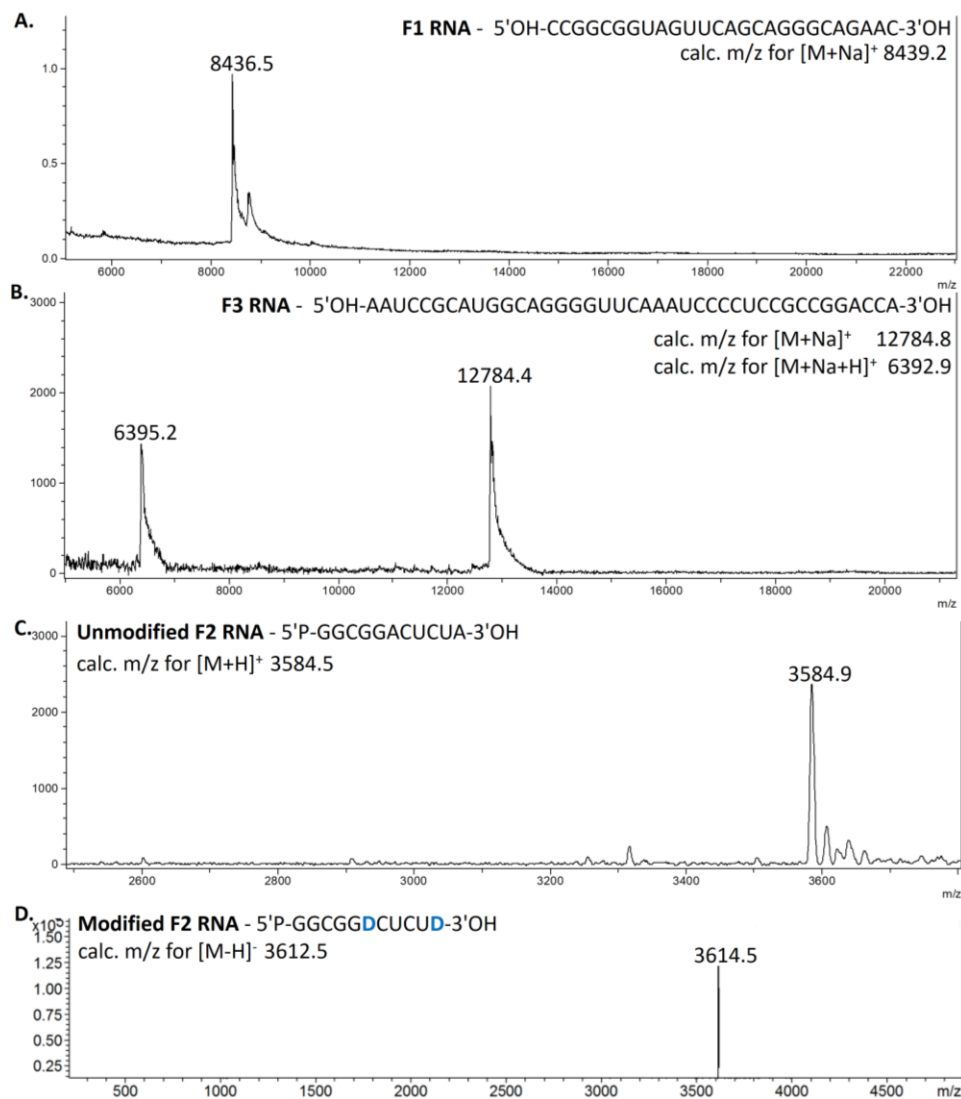 A.
F1 RNA - 5'OH-CCGGCGGUAGUUCAGCAGGGCAGAAC-3'OH
calc. m/z for [M+Na]⁺ 8439.2
8436.5
1.0
0.5
0.0
6000 8000 10000 12000 14000 16000 18000 20000 22000
m/z
B.
F3 RNA - 5'OH-AAUCCGCAUGGCAGGGGUUCAAAUCCCCUCCGCCGGACCA-3'OH
calc. m/z for [M+Na]⁺ 12784.8
calc. m/z for [M+Na+H]⁺ 6392.9
12784.4
6395.2
3000
2000
1000
0
6000 8000 10000 12000 14000 16000 18000 20000
m/z
C.
Unmodified F2 RNA - 5'P-GGCGGACUCUA-3'OH
calc. m/z for [M+H]⁺ 3584.5
3584.9
3000
2000
1000
0
2600 2800 3000 3200 3400 3600
m/z
D.
Modified F2 RNA - 5'P-GGCGGDCUCUD-3'OH
calc. m/z for [M-H]⁻ 3612.5
3614.5
1.50
1.25
1.00
0.75
0.50
0.25
500 1000 1500 2000 2500 3000 3500 4000 4500
m/z